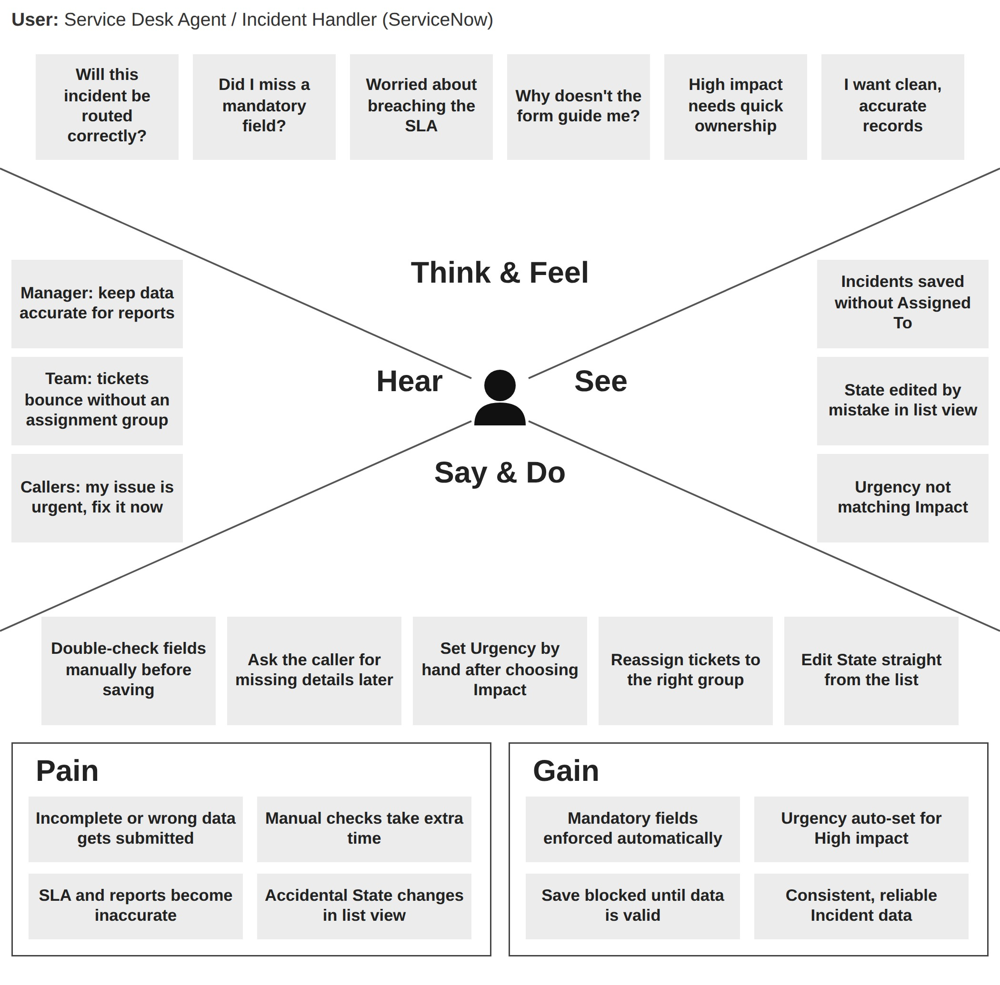 User: Service Desk Agent / Incident Handler (ServiceNow)
Will this
incident be
routed
correctly?
Did I miss a
mandatory
field?
Worried about
breaching the
SLA
Why doesn't the
form guide me?
High impact
needs quick
ownership
I want clean,
accurate
records
Think & Feel
Manager: keep data
accurate for reports
Team: tickets
bounce without an
assignment group
Callers: my issue is
urgent, fix it now
Hear
See
Incidents saved
without Assigned
To
State edited by
mistake in list view
Urgency not
matching Impact
Say & Do
Double-check fields
manually before
saving
Ask the caller for
missing details later
Set Urgency by
hand after choosing
Impact
Reassign tickets to
the right group
Edit State straight
from the list
Pain
Incomplete or wrong data
gets submitted
Manual checks take extra
time
SLA and reports become
inaccurate
Accidental State changes
in list view
Gain
Mandatory fields
enforced automatically
Urgency auto-set for
High impact
Save blocked until data
is valid
Consistent, reliable
Incident data